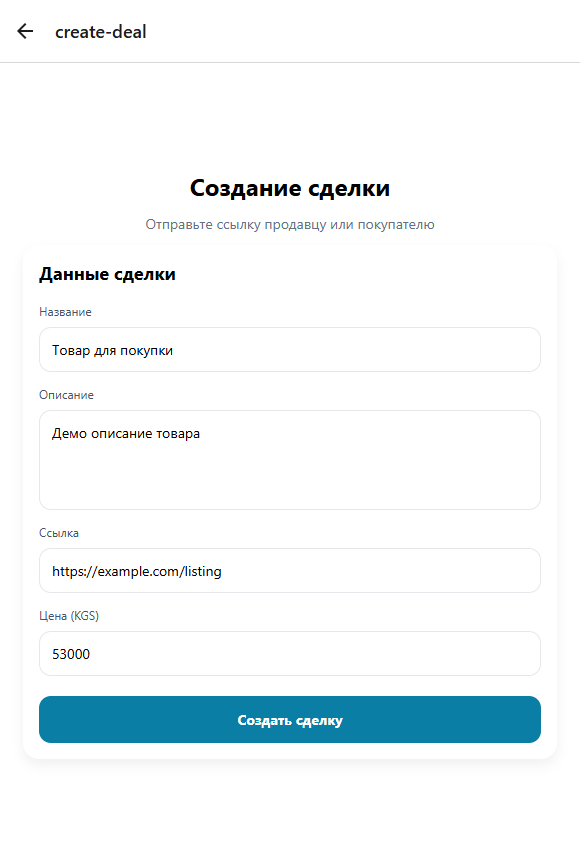 create-deal
Создание сделки
Отправьте ссылку продавцу или покупателю
Данные сделки
Название
Товар для покупки
Описание
Демо описание товара
Ссылка
https://example.com/listing
Цена (KGS)
53000
Создать сделку